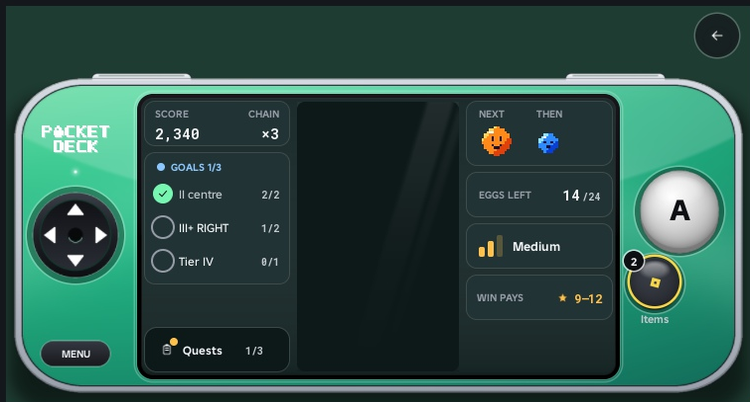 POCKET
DECK
SCORE
CHAIN
2,340
×3
GOALS 1/3
II centre
2/2
III+ RIGHT
1/2
Tier IV
0/1
Quests
1/3
MENU
NEXT
THEN
EGGS LEFT
14/24
Medium
WIN PAYS
9–12
A
2
Items